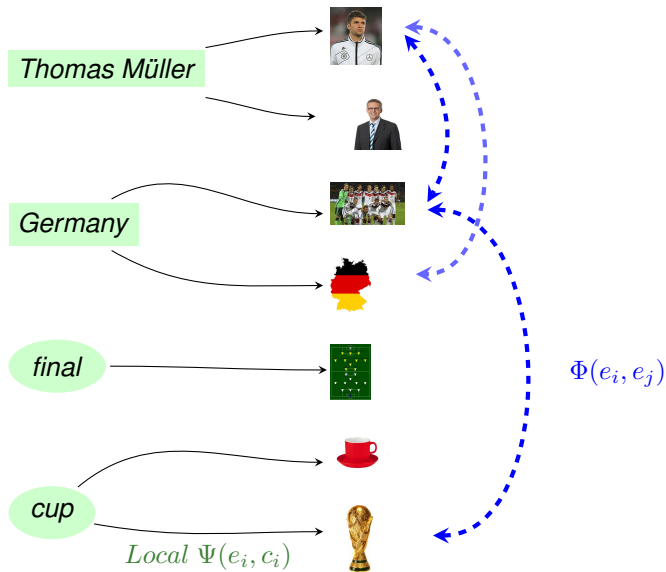 Thomas Müller
Germany
final
Φ(e_i, e_j)
cup
Local Ψ(e_i, c_i)